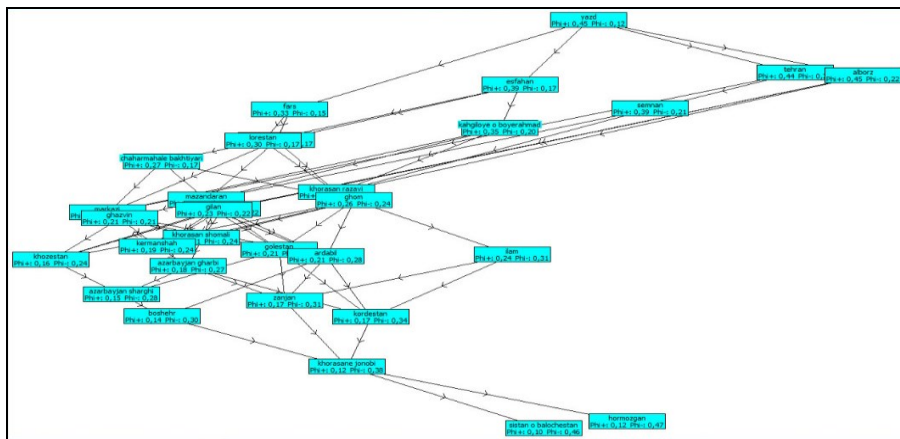 yazd
Phi+: 0,45 Phi-: 0,12
tehran
Phi+: 0,44
alborz
Phi+: 0,45 Phi-: 0,22
esfahan
Phi+: 0,39 Phi-: 0,17
fars
Phi+: 0,33 Phi-: 0,15
semnan
Phi+: 0,39 Phi-: 0,21
kahgiloye o boyerahmad
Phi+: 0,35 Phi-: 0,20
lorestan
Phi+: 0,30 Phi-: 0,17
chaharmahale bakhtiyari
Phi+: 0,27 Phi-: 0,17
khorasan razavi
mazandaran
ghom
Phi+: 0,26 Phi-: 0,24
gilan
Phi+: 0,23 Phi-: 0,22
markazi
ghazvin
Phi+: 0,21 Phi-: 0,21
khorasan shomali
kermanshah
Phi+: 0,19 Phi-: 0,24
golestan
Phi+: 0,21
ardabil
Phi+: 0,21 Phi-: 0,28
ilam
Phi+: 0,24 Phi-: 0,31
khozestan
Phi+: 0,16 Phi-: 0,24
azarbayjan gharbi
Phi+: 0,18 Phi-: 0,27
azarbayjan sharghi
Phi+: 0,15 Phi-: 0,28
zanjan
Phi+: 0,17 Phi-: 0,31
boshehr
Phi+: 0,14 Phi-: 0,30
kordestan
Phi+: 0,17 Phi-: 0,34
khorasane jonobi
Phi+: 0,12 Phi-: 0,38
hormozgan
Phi+: 0,12 Phi-: 0,47
sistan o balochestan
Phi+: 0,10 Phi-: 0,46